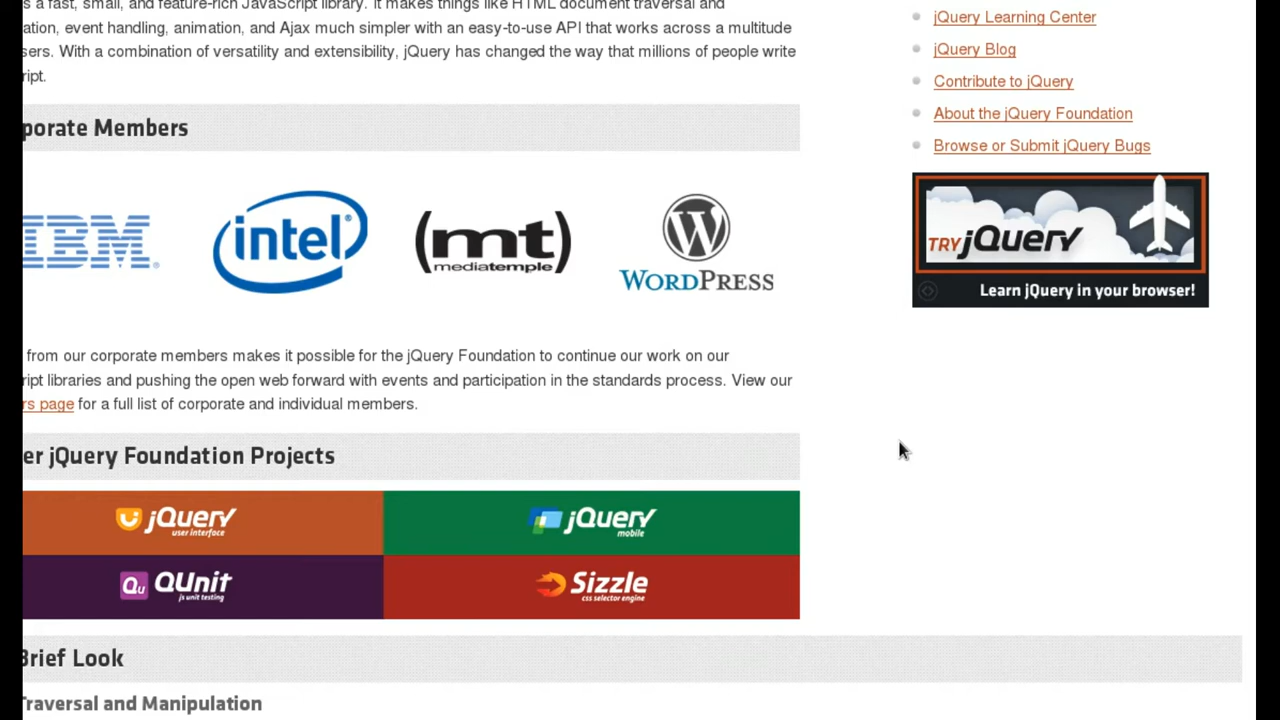 s a fast, small, and feature-rich JavaScript library. It makes things like HTML document traversal and
ation, event handling, animation, and Ajax much simpler with an easy-to-use API that works across a multitude
sers. With a combination of versatility and extensibility, jQuery has changed the way that millions of people write
ript.
porate Members
IBM
intel
(mt)
mediatemple
WORDPRESS
from our corporate members makes it possible for the jQuery Foundation to continue our work on our
ript libraries and pushing the open web forward with events and participation in the standards process. View our
rs page for a full list of corporate and individual members.
er jQuery Foundation Projects
jQuery
user interface
jQuery
mobile
Qu QUnit
js unit testing
Sizzle
css selector engine
Brief Look
Traversal and Manipulation
jQuery Learning Center
jQuery Blog
Contribute to jQuery
About the jQuery Foundation
Browse or Submit jQuery Bugs
TRY jQuery
Learn jQuery in your browser!